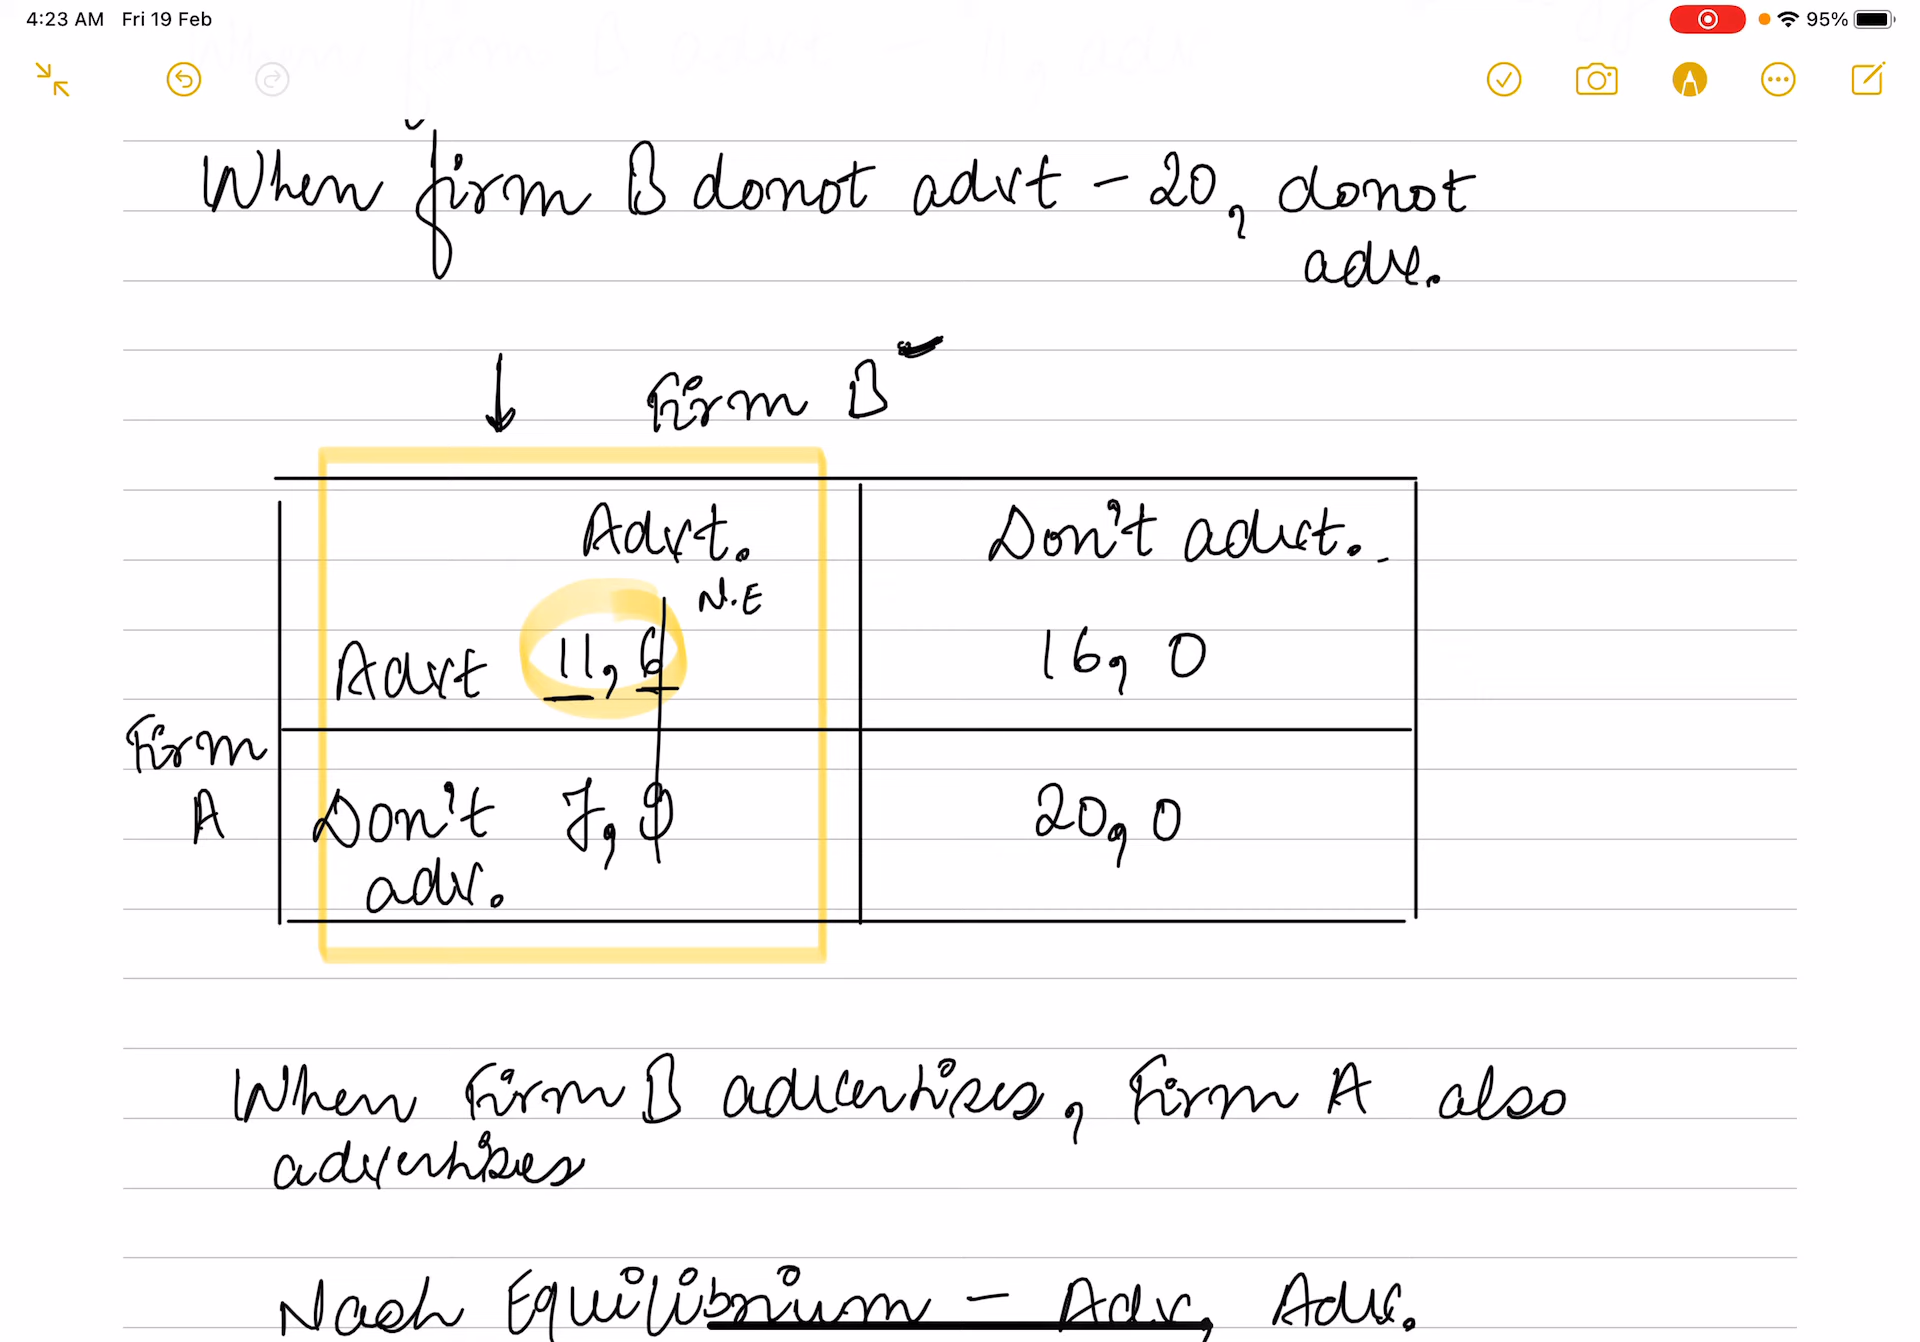 4:23 AM Fri 19 Feb 95%
When firm B donot advt - 20, donot
adv.
Firm B
Advt. Don't advt.
N.E
Advt 11, 6 16, 0
Firm
A
Don't 7, 9 20, 0
adv.
When Firm B advertises, Firm A also
advertises
Nash Equilibrium - Adv, Adv.